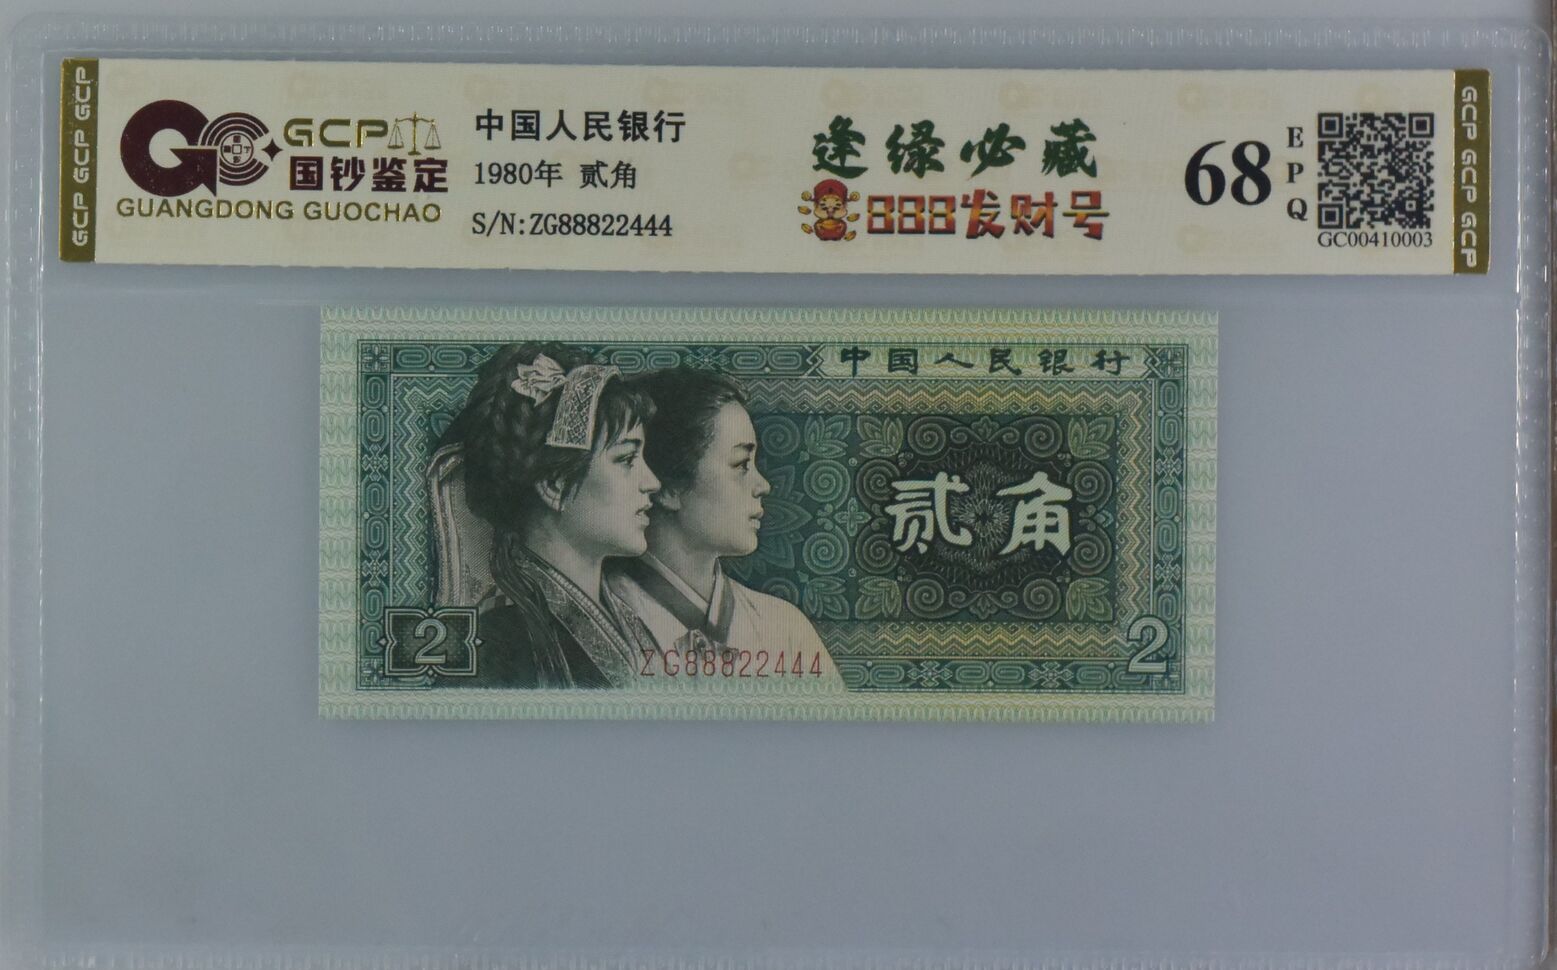 GCP GCP GCP
GCP
国钞鉴定
GUANGDONG GUOCHAO
中国人民银行
1980年 贰角
S/N:ZG88822444
逢绿必藏
888发财号
68
EPQ
GC00410003
GCP GCP GCP
中国人民银行
贰角
2
ZG88822444
2